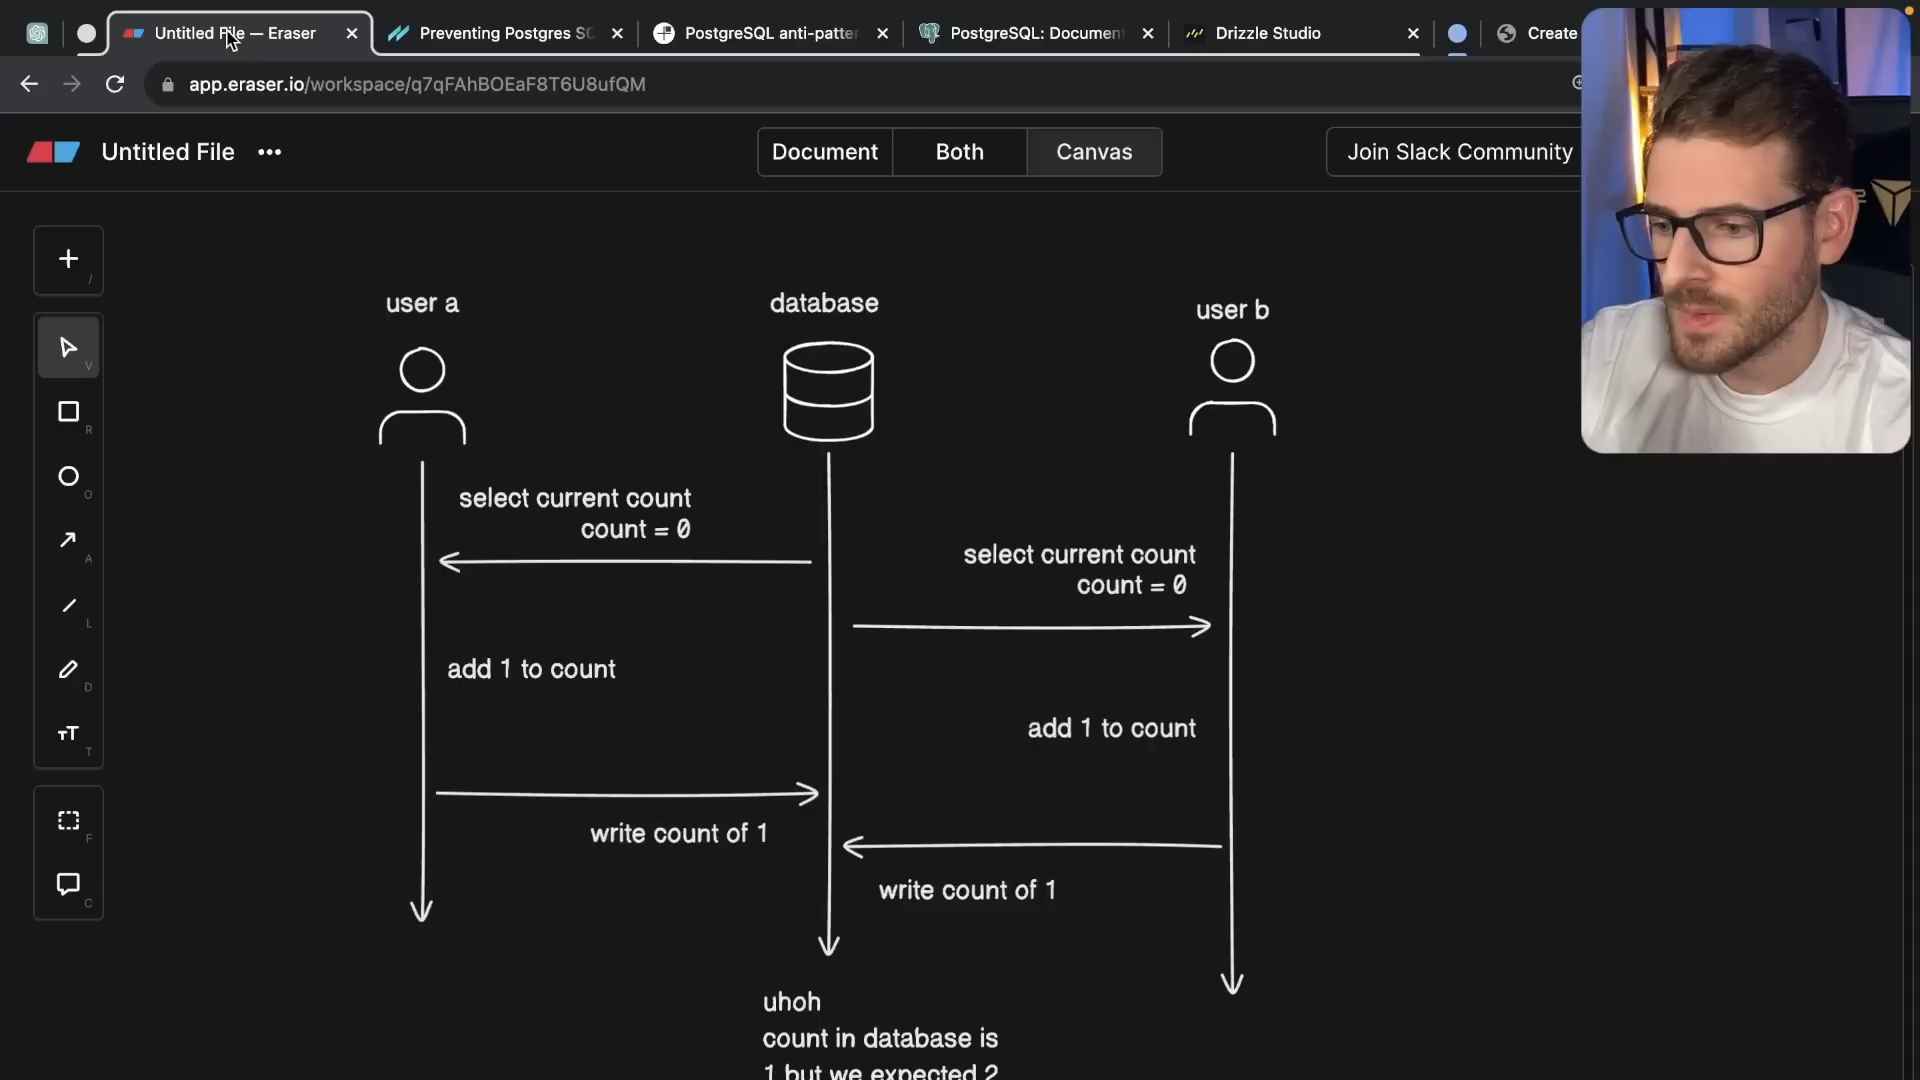 Untitled File — Eraser
Preventing Postgres SQ
PostgreSQL anti-patter
PostgreSQL: Document
Drizzle Studio
Create
app.eraser.io/workspace/q7qFAhBOEaF8T6U8ufQM
Untitled File
Document
Both
Canvas
Join Slack Community
/
V
R
O
A
L
D
T
F
C
user a
database
user b
select current count
count = 0
select current count
count = 0
add 1 to count
add 1 to count
write count of 1
write count of 1
uhoh
count in database is
1 but we expected 2